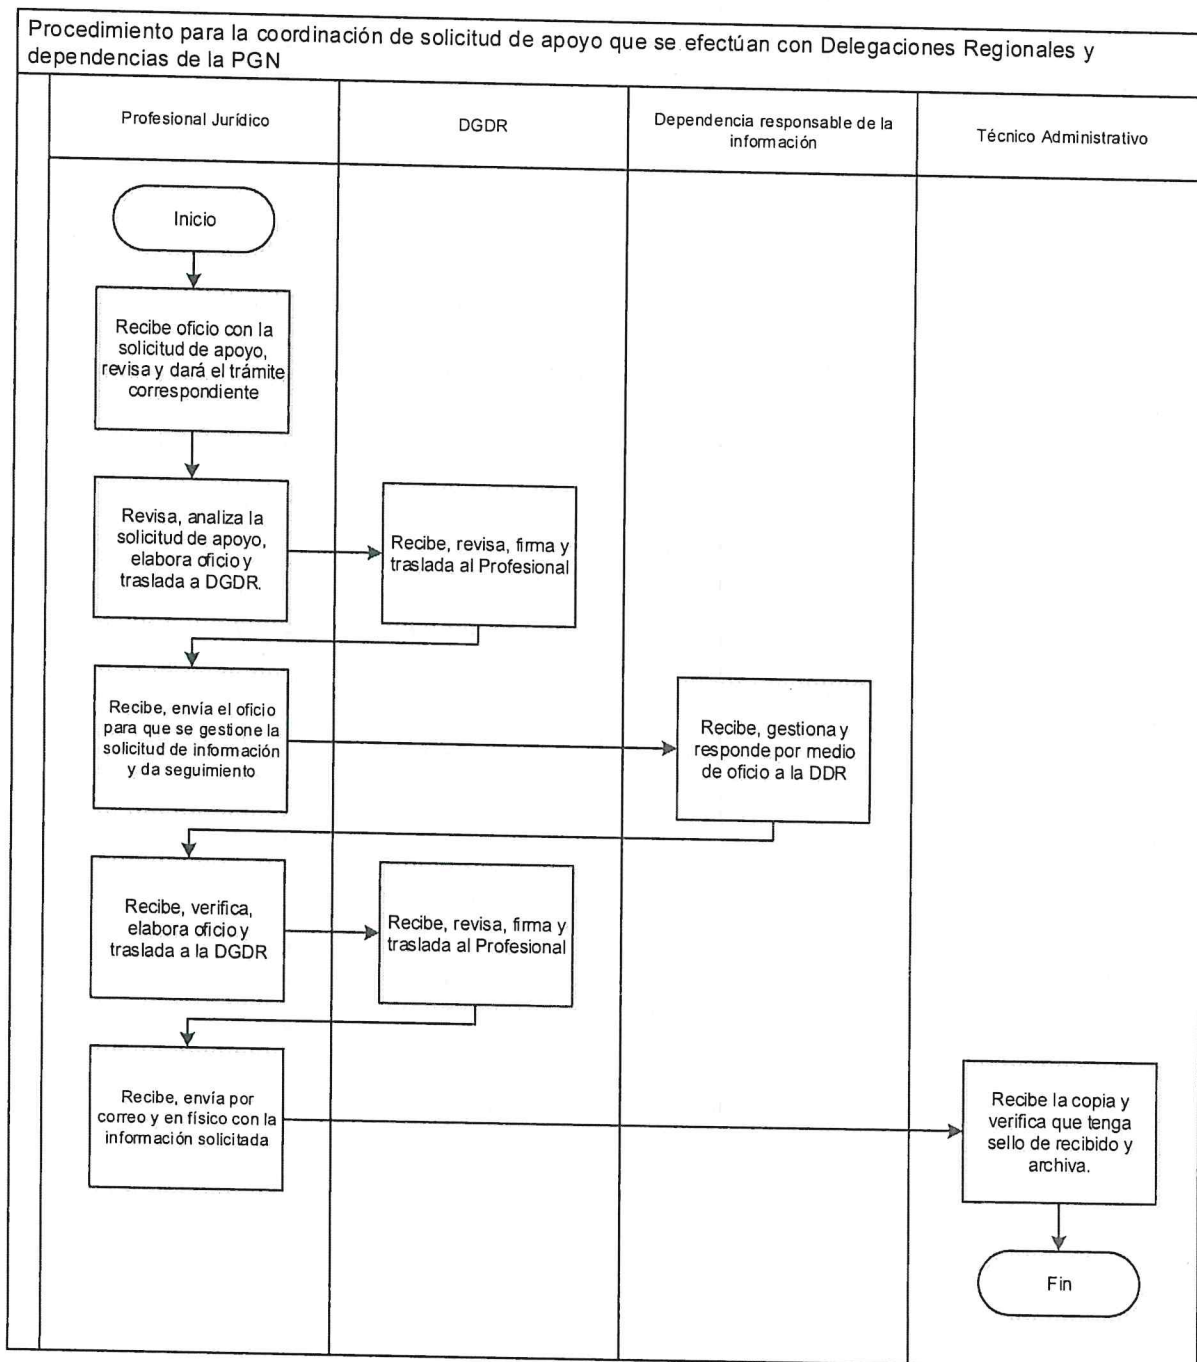 Procedimiento para la coordinación de solicitud de apoyo que se efectúan con Delegaciones Regionales y
dependencias de la PGN
Profesional Jurídico
DGDR
Dependencia responsable de la
información
Técnico Administrativo
Inicio
Recibe oficio con la
solicitud de apoyo,
revisa y dará el trámite
correspondiente
Revisa, analiza la
solicitud de apoyo,
elabora oficio y
traslada a DGDR.
Recibe, revisa, firma y
traslada al Profesional
Recibe, envía el oficio
para que se gestione la
solicitud de información
y da seguimiento
Recibe, gestiona y
responde por medio
de oficio a la DDR
Recibe, verifica,
elabora oficio y
traslada a la DGDR
Recibe, revisa, firma y
traslada al Profesional
Recibe, envía por
correo y en físico con la
información solicitada
Recibe la copia y
verifica que tenga
sello de recibido y
archiva.
Fin